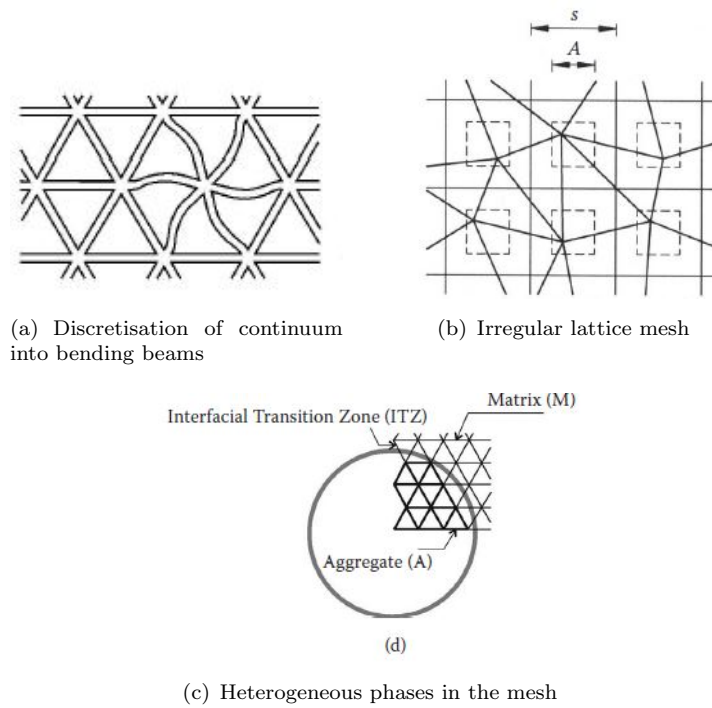 s
A
(a) Discretisation of continuum
into bending beams
(b) Irregular lattice mesh
Matrix (M)
Interfacial Transition Zone (ITZ)
Aggregate (A)
(d)
(c) Heterogeneous phases in the mesh